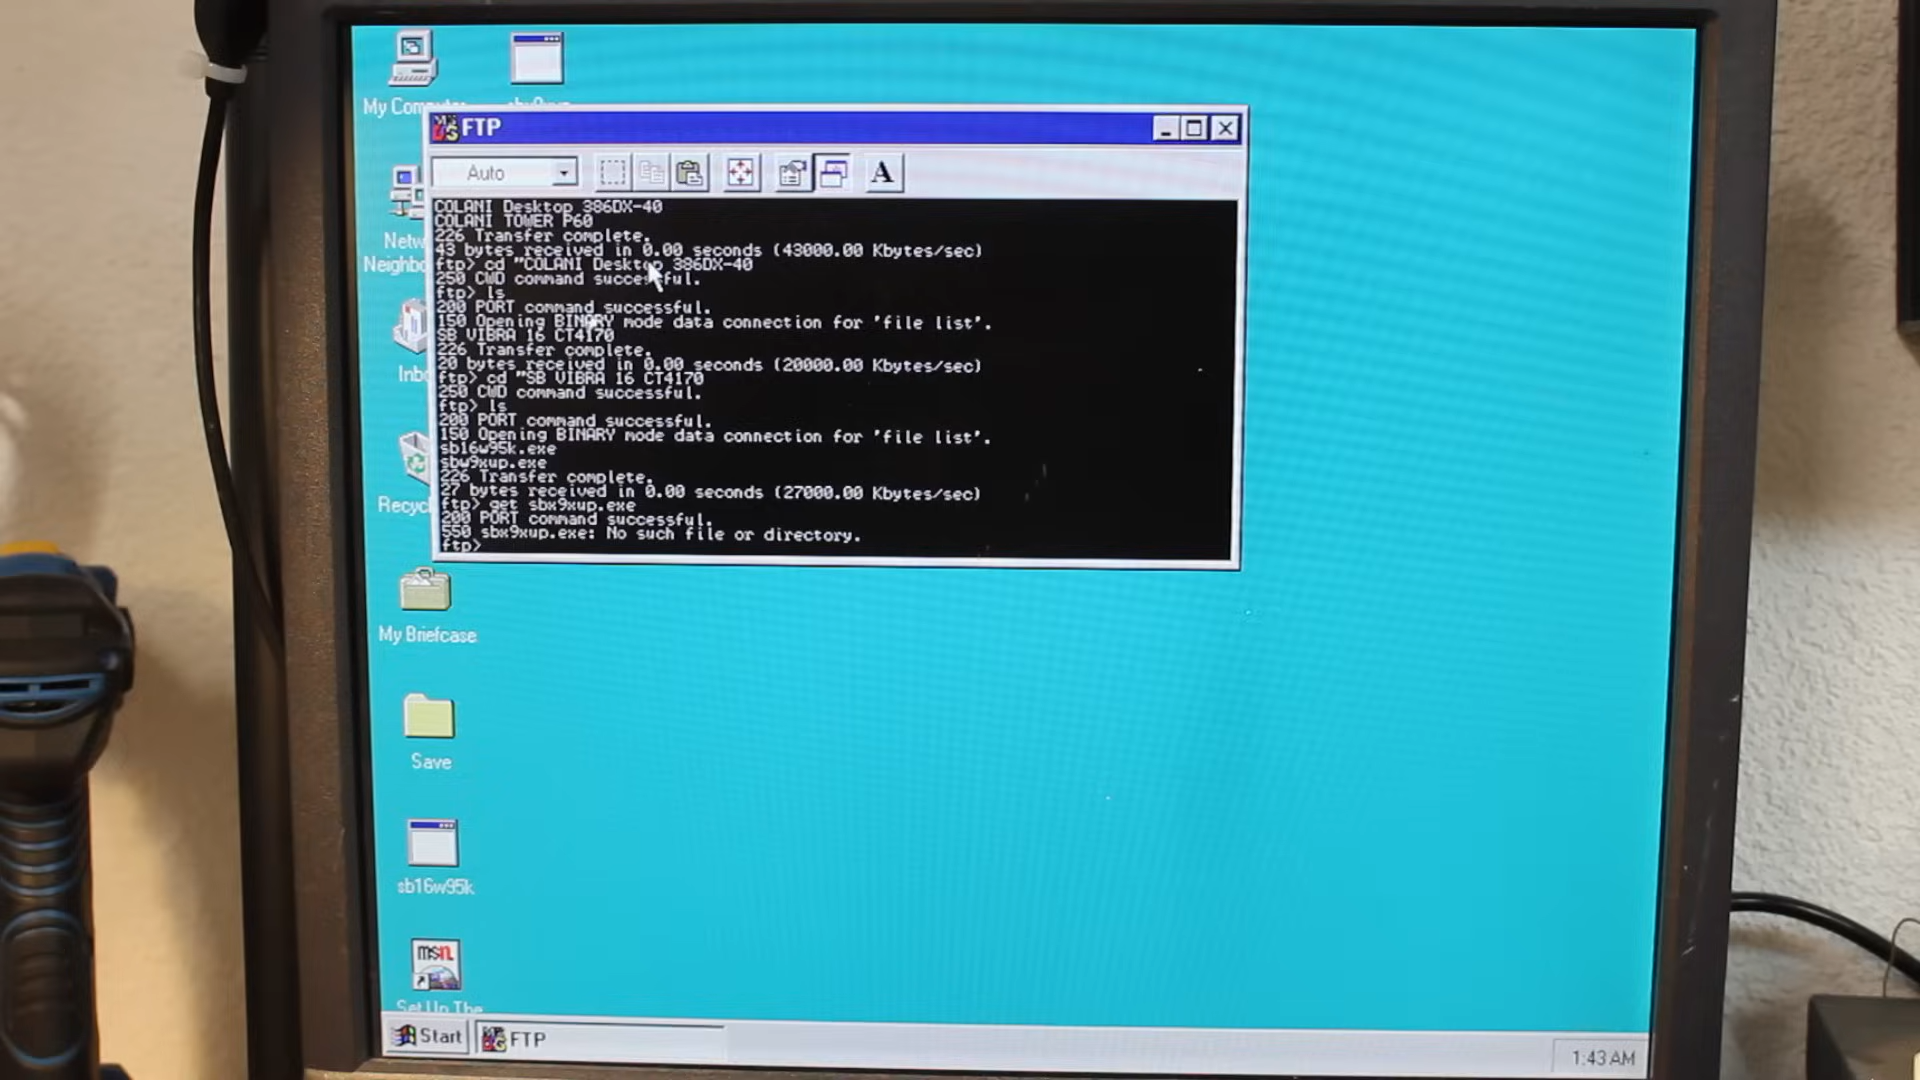 My Computer
FTP
Auto
A
COLANI Desktop 386DX-40
COLANI TOWER P60
226 Transfer complete.
43 bytes received in 0.00 seconds (43000.00 Kbytes/sec)
ftp> cd "COLANI Desktop 386DX-40
250 CWD command successful.
ftp> ls
200 PORT command successful.
150 Opening BINARY mode data connection for 'file list'.
SB VIBRA 16 CT4170
226 Transfer complete.
20 bytes received in 0.00 seconds (20000.00 Kbytes/sec)
ftp> cd "SB VIBRA 16 CT4170
250 CWD command successful.
ftp> ls
200 PORT command successful.
150 Opening BINARY mode data connection for 'file list'.
sb16w95k.exe
sbw9xup.exe
226 Transfer complete.
27 bytes received in 0.00 seconds (27000.00 Kbytes/sec)
ftp> get sbx9xup.exe
200 PORT command successful.
550 sbx9xup.exe: No such file or directory.
ftp>
Netw
Neighbo
Inbo
Recycl
My Briefcase
Save
sb16w95k
msn
Set Up The
Start
FTP
1:43 AM